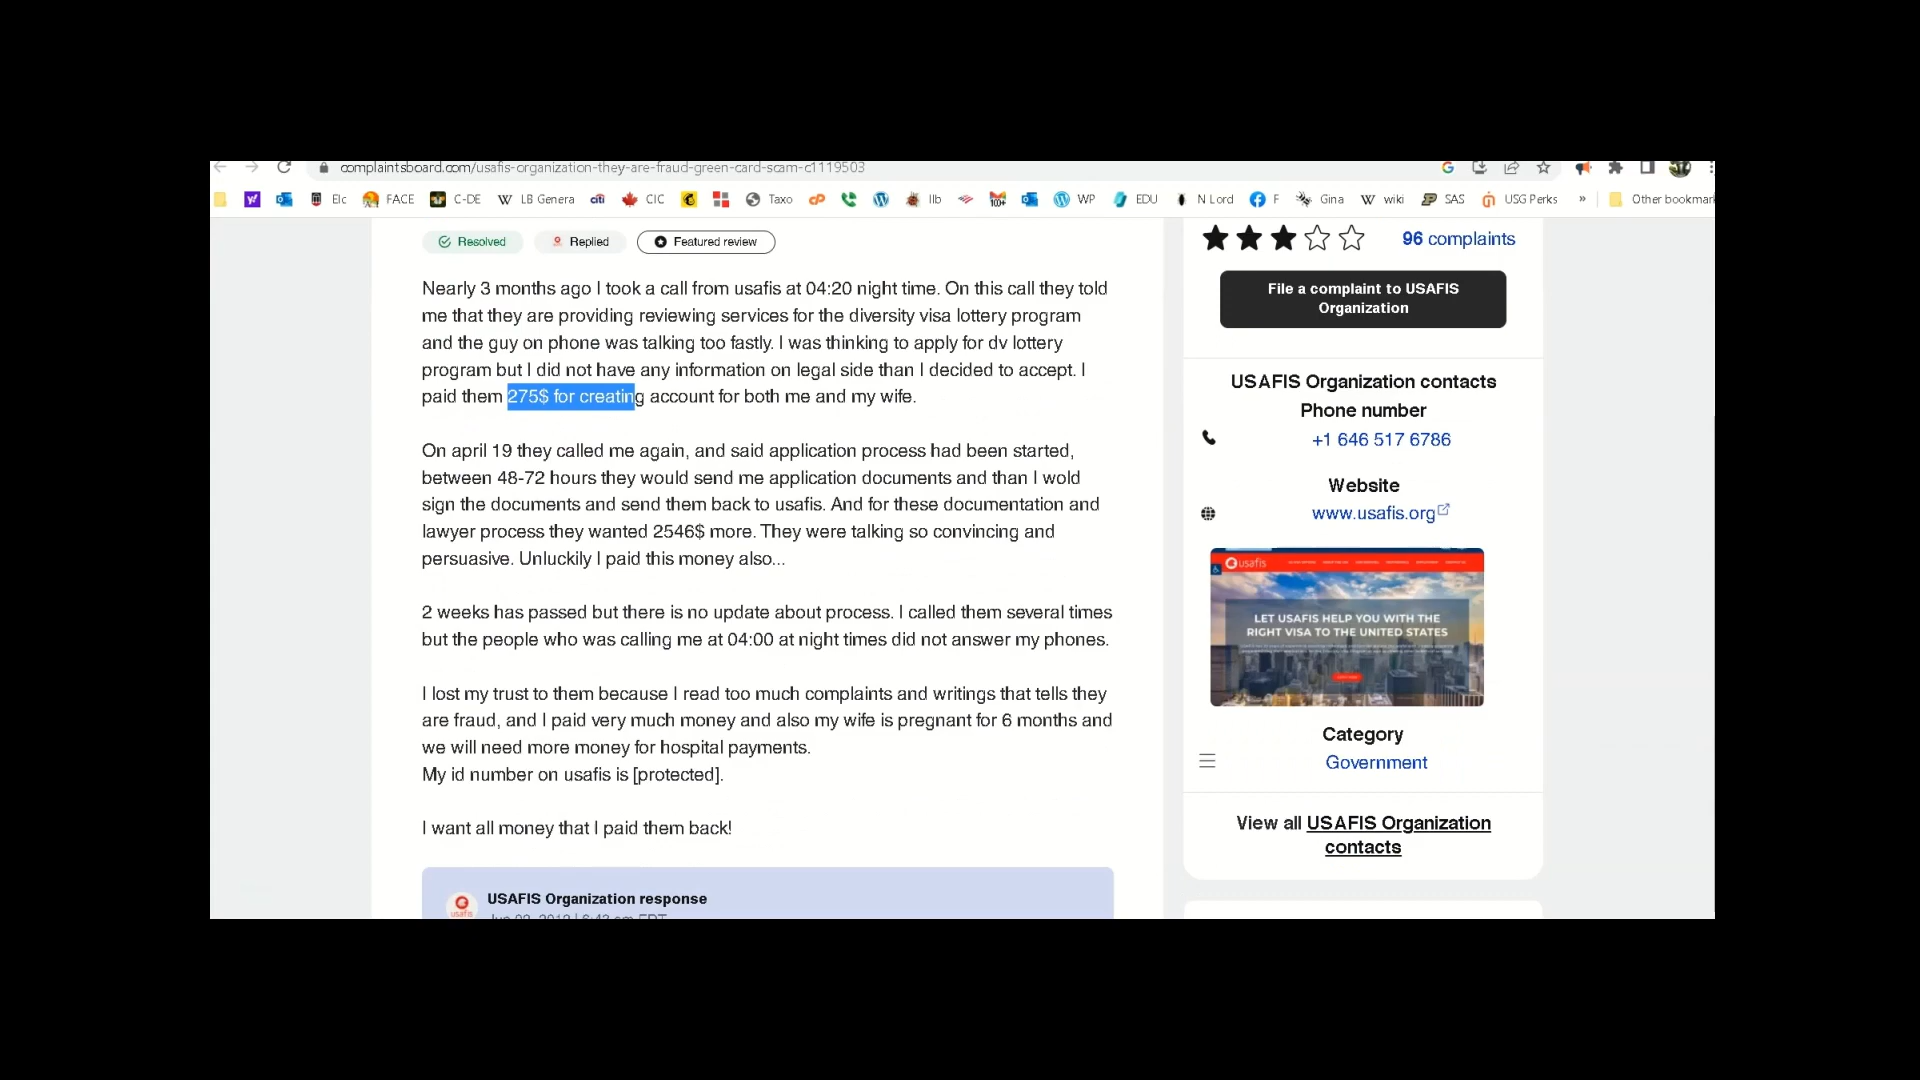 complaintsboard.com/usafis-organization-they-are-fraud-green-card-scam-c1119503
Elc FACE C-DE LB Genera citi CIC Taxo llb WP EDU N Lord F Gina wiki SAS USG Perks » Other bookmar
Resolved Replied Featured review
Nearly 3 months ago I took a call from usafis at 04:20 night time. On this call they told
me that they are providing reviewing services for the diversity visa lottery program
and the guy on phone was talking too fastly. I was thinking to apply for dv lottery
program but I did not have any information on legal side than I decided to accept. I
paid them 275$ for creating account for both me and my wife.
On april 19 they called me again, and said application process had been started,
between 48-72 hours they would send me application documents and than I wold
sign the documents and send them back to usafis. And for these documentation and
lawyer process they wanted 2546$ more. They were talking so convincing and
persuasive. Unluckily I paid this money also...
2 weeks has passed but there is no update about process. I called them several times
but the people who was calling me at 04:00 at night times did not answer my phones.
I lost my trust to them because I read too much complaints and writings that tells they
are fraud, and I paid very much money and also my wife is pregnant for 6 months and
we will need more money for hospital payments.
My id number on usafis is [protected].
I want all money that I paid them back!
USAFIS Organization response
96 complaints
File a complaint to USAFIS
Organization
USAFIS Organization contacts
Phone number
+1 646 517 6786
Website
www.usafis.org
usafis
LET USAFIS HELP YOU WITH THE
RIGHT VISA TO THE UNITED STATES
Category
Government
View all USAFIS Organization
contacts